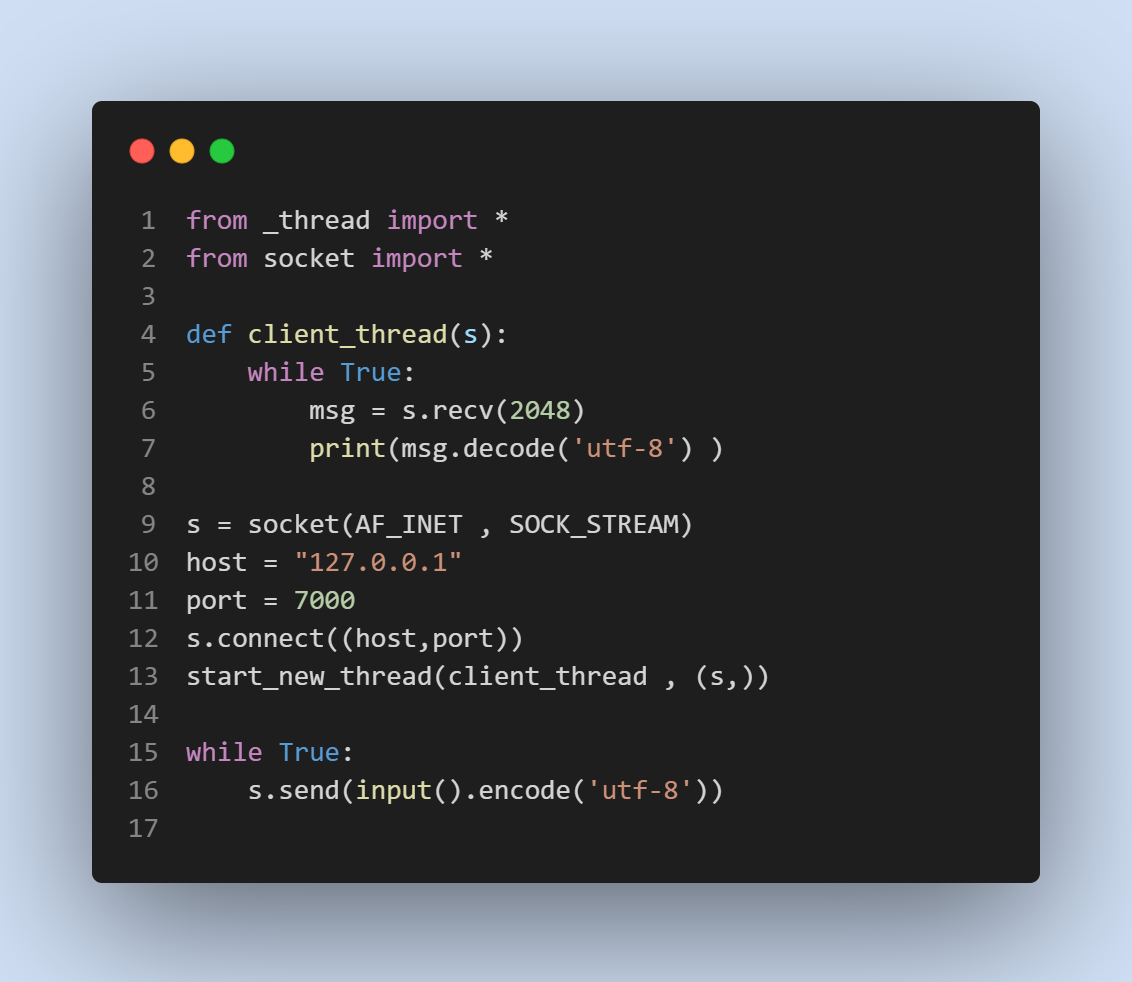 1 from _thread import *
2 from socket import *
3
4 def client_thread(s):
5     while True:
6         msg = s.recv(2048)
7         print(msg.decode('utf-8') )
8
9 s = socket(AF_INET , SOCK_STREAM)
10 host = "127.0.0.1"
11 port = 7000
12 s.connect((host,port))
13 start_new_thread(client_thread , (s,))
14
15 while True:
16     s.send(input().encode('utf-8'))
17